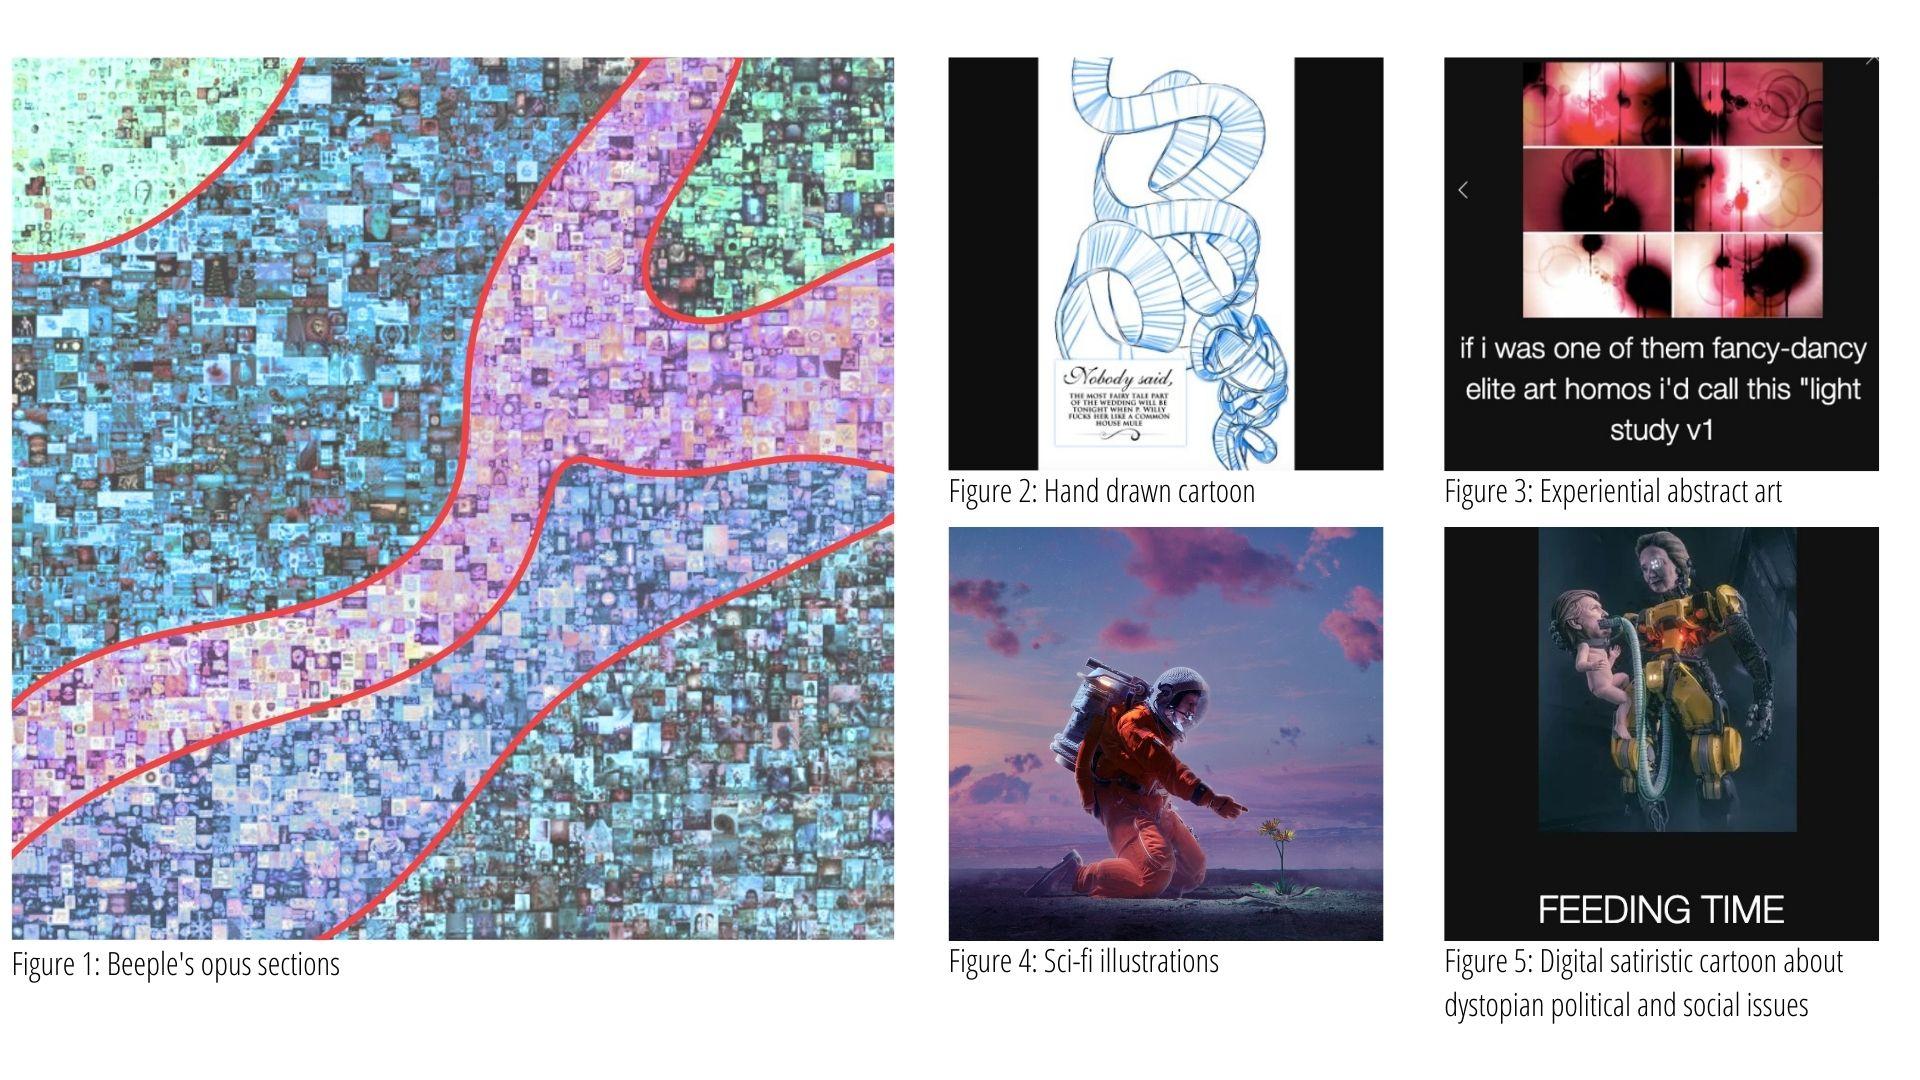 Nobody said,
THE MOST FAIRY TALE PART
OF THE WEDDING WILL BE
TONIGHT WHEN P. WILLY
FUCKS HER LIKE A COMMON
HOUSE MULE
if i was one of them fancy-dancy
elite art homos i'd call this "light
study v1
Figure 2: Hand drawn cartoon
Figure 3: Experiential abstract art
FEEDING TIME
Figure 1: Beeple's opus sections
Figure 4: Sci-fi illustrations
Figure 5: Digital satiristic cartoon about
dystopian political and social issues